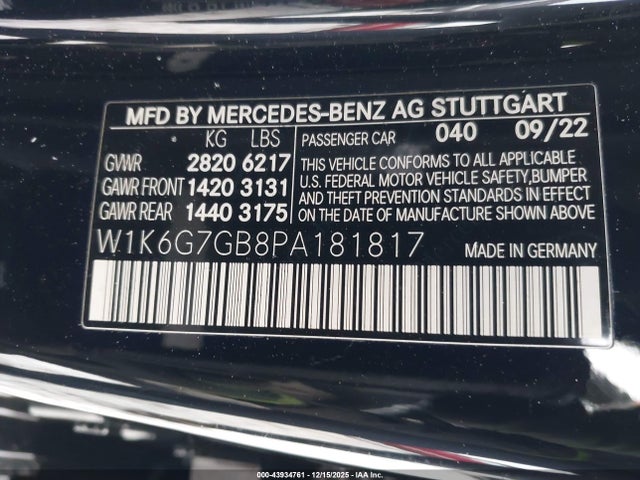 MFD BY MERCEDES-BENZ AG STUTTGART
KG LBS
GVWR 2820 6217
GAWR FRONT 1420 3131
GAWR REAR 1440 3175
PASSENGER CAR 040 09/22
THIS VEHICLE CONFORMS TO ALL APPLICABLE
U.S. FEDERAL MOTOR VEHICLE SAFETY, BUMPER
AND THEFT PREVENTION STANDARDS IN EFFECT
ON THE DATE OF MANUFACTURE SHOWN ABOVE.
W1K6G7GB8PA181817
MADE IN GERMANY
000-43934761 - 12/15/2025 - IAA Inc.